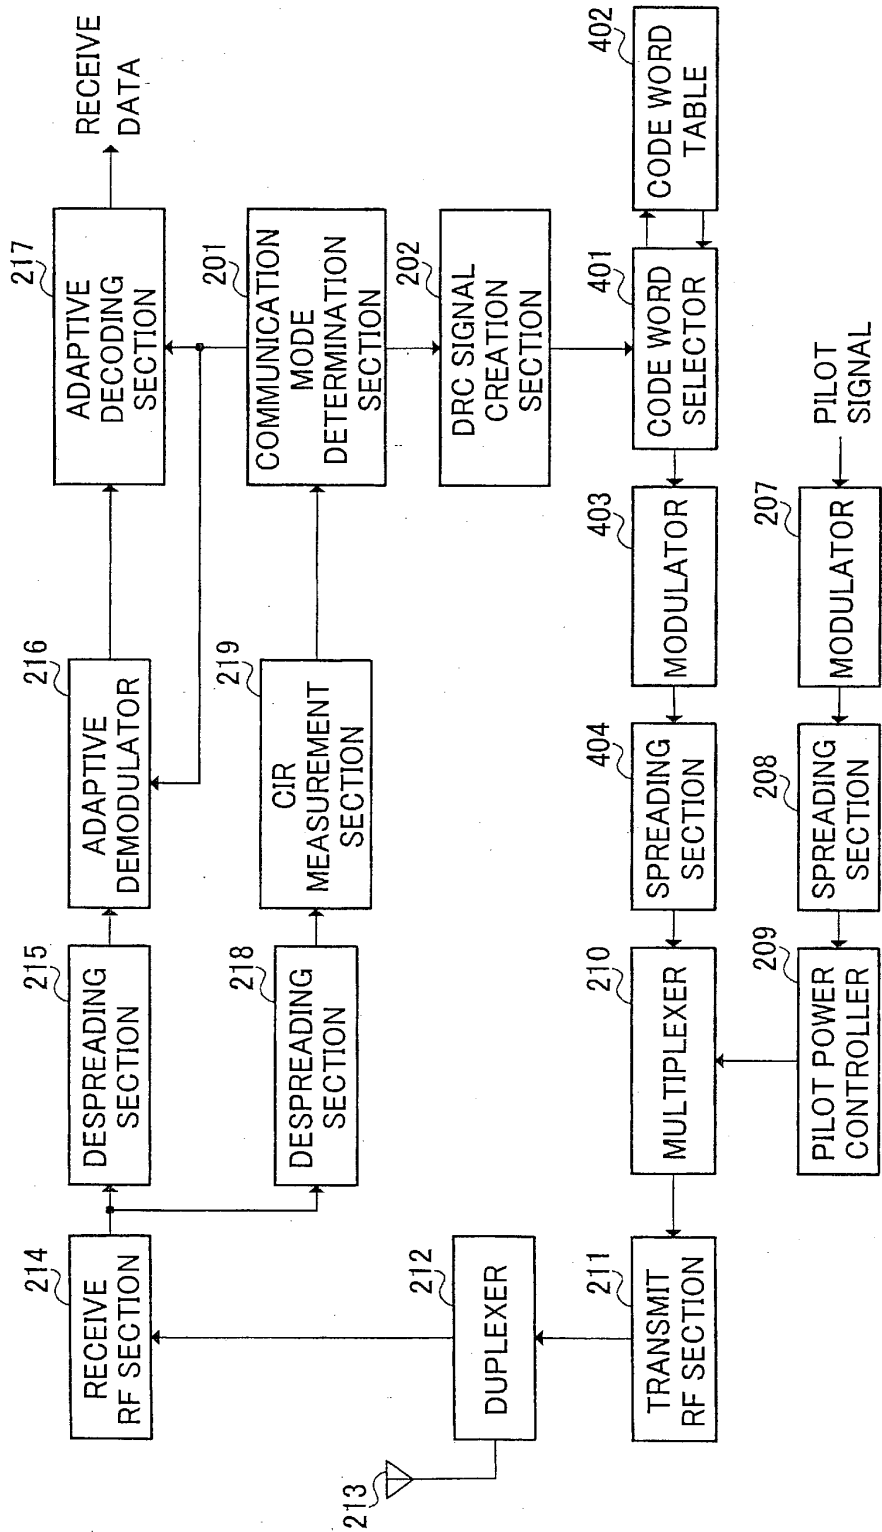 213
214
RECEIVE
RF SECTION
215
DESPREADING
SECTION
216
ADAPTIVE
DEMODULATOR
217
ADAPTIVE
DECODING
SECTION
RECEIVE
DATA
218
DESPREADING
SECTION
219
CIR
MEASUREMENT
SECTION
201
COMMUNICATION
MODE
DETERMINATION
SECTION
212
DUPLEXER
202
DRC SIGNAL
CREATION
SECTION
211
TRANSMIT
RF SECTION
210
MULTIPLEXER
404
SPREADING
SECTION
403
MODULATOR
401
CODE WORD
SELECTOR
402
CODE WORD
TABLE
209
PILOT POWER
CONTROLLER
208
SPREADING
SECTION
207
MODULATOR
PILOT
SIGNAL